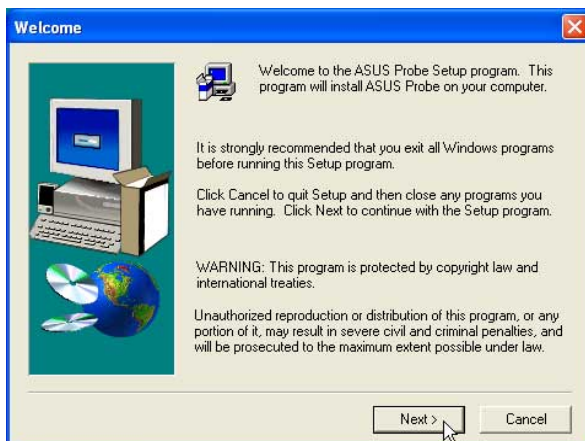 Welcome
Welcome to the ASUS Probe Setup program. This
program will install ASUS Probe on your computer.
It is strongly recommended that you exit all Windows programs
before running this Setup program.
Click Cancel to quit Setup and then close any programs you
have running. Click Next to continue with the Setup program.
WARNING: This program is protected by copyright law and
international treaties.
Unauthorized reproduction or distribution of this program, or any
portion of it, may result in severe civil and criminal penalties, and
will be prosecuted to the maximum extent possible under law.
Next >
Cancel